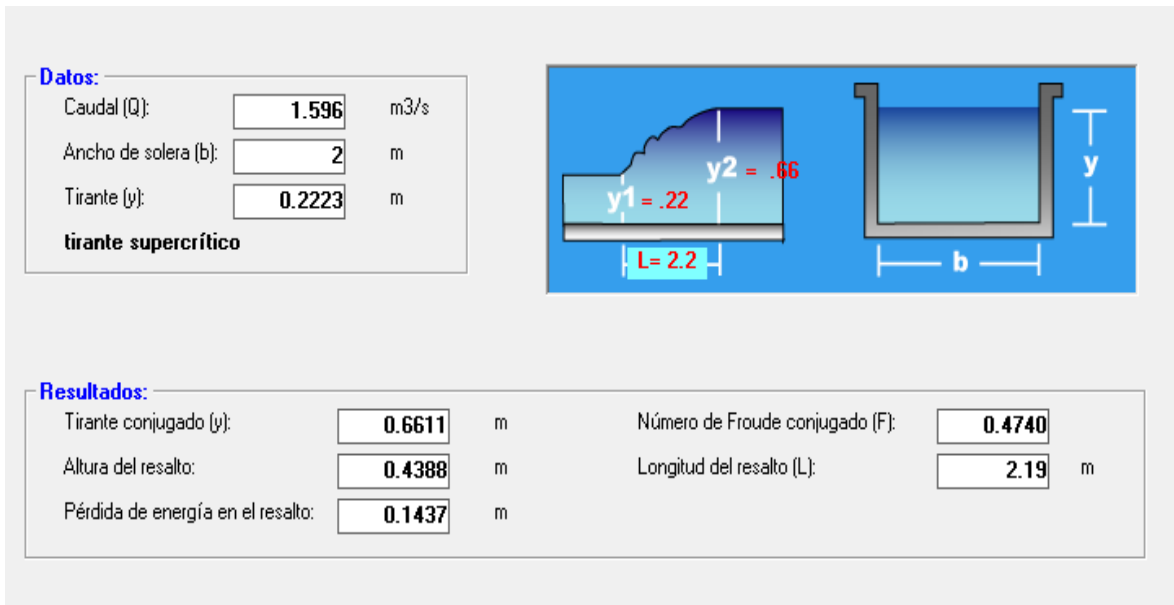 Datos:
Caudal (Q): 1.596 m3/s
Ancho de solera (b): 2 m
Tirante (y): 0.2223 m
tirante supercrítico
y1 = .22
y2 = .66
L= 2.2
y
b
Resultados:
Tirante conjugado (y): 0.6611 m
Número de Froude conjugado (F): 0.4740
Altura del resalto: 0.4388 m
Longitud del resalto (L): 2.19 m
Pérdida de energía en el resalto: 0.1437 m